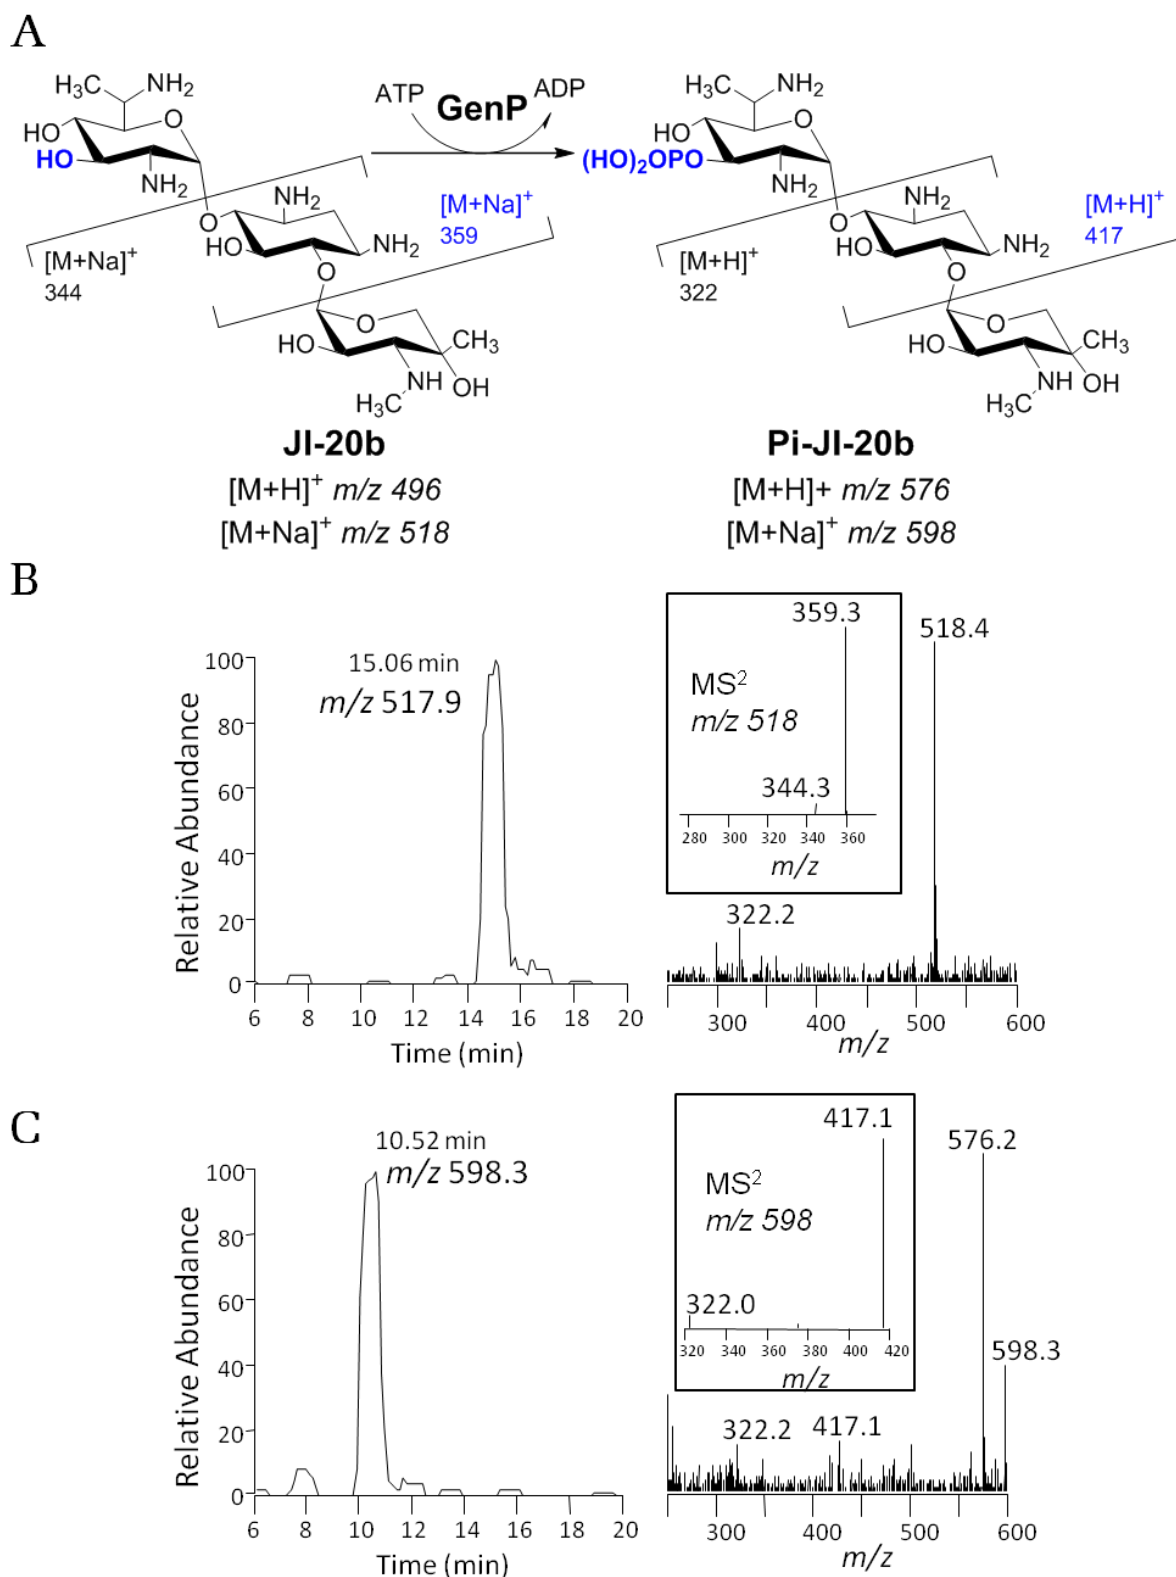 A
H₃C NH₂
O
HO
HO
NH₂
ATP GenP ADP
H₃C NH₂
O
HO
(HO)₂OPO
NH₂
O
NH₂
HO
NH₂
O
[M+Na]⁺
359
[M+Na]⁺
344
O
HO
CH₃
NH OH
H₃C
O
NH₂
HO
NH₂
O
[M+H]⁺
417
[M+H]⁺
322
O
HO
CH₃
NH OH
H₃C
JI-20b
[M+H]⁺ m/z 496
[M+Na]⁺ m/z 518
Pi-JI-20b
[M+H]+ m/z 576
[M+Na]⁺ m/z 598
B
15.06 min
m/z 517.9
Relative Abundance
100
80
60
40
20
0
6 8 10 12 14 16 18 20
Time (min)
359.3
518.4
MS²
m/z 518
344.3
280 300 320 340 360
m/z
322.2
300 400 500 600
m/z
C
10.52 min
m/z 598.3
Relative Abundance
100
80
60
40
20
0
6 8 10 12 14 16 18 20
Time (min)
417.1
576.2
MS²
m/z 598
322.0
320 340 360 380 400 420
m/z
598.3
322.2 417.1
300 400 500 600
m/z